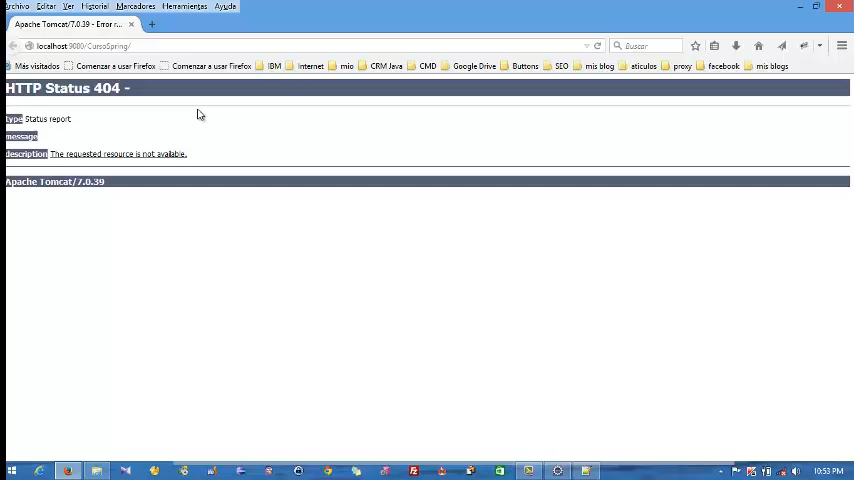 Archivo Editar Ver Historial Marcadores Herramientas Ayuda
Apache Tomcat/7.0.39 - Error r...
localhost:9080/CursoSpring/
Buscar
Más visitados Comenzar a usar Firefox Comenzar a usar Firefox IBM Internet mio CRM Java CMD Google Drive Buttons SEO mis blog aticulos proxy facebook mis blogs
HTTP Status 404 -
type Status report
message
description The requested resource is not available.
Apache Tomcat/7.0.39
10:53 PM